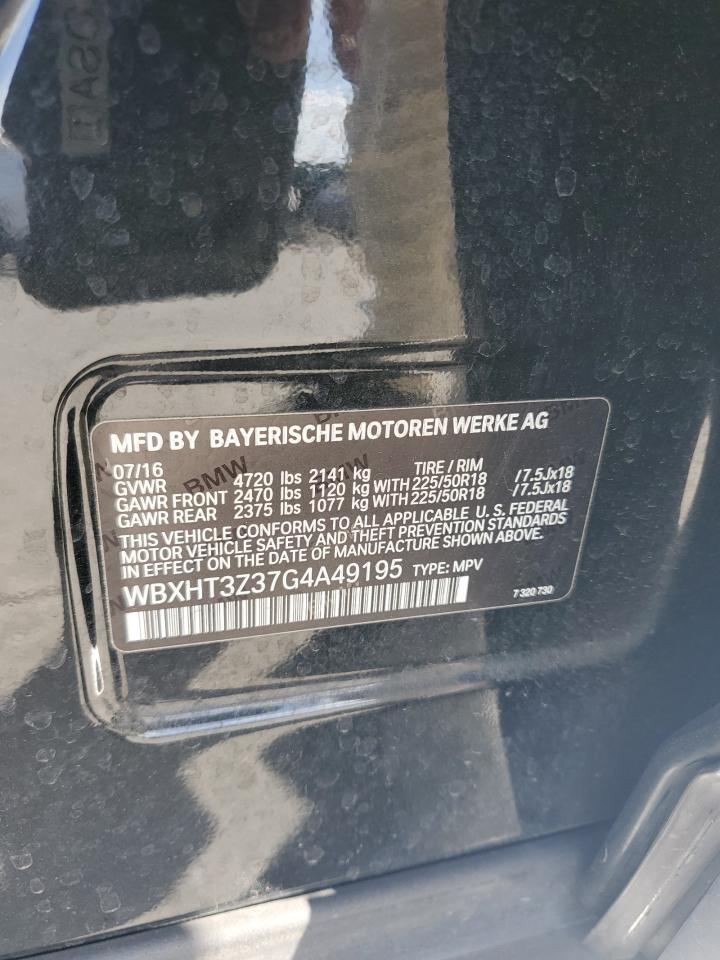 MFD BY BAYERISCHE MOTOREN WERKE AG
07/16 TIRE / RIM
GVWR 4720 lbs 2141 kg
GAWR FRONT 2470 lbs 1120 kg WITH 225/50R18 /7.5Jx18
GAWR REAR 2375 lbs 1077 kg WITH 225/50R18 /7.5Jx18
THIS VEHICLE CONFORMS TO ALL APPLICABLE U. S. FEDERAL
MOTOR VEHICLE SAFETY AND THEFT PREVENTION STANDARDS
IN EFFECT ON THE DATE OF MANUFACTURE SHOWN ABOVE.
WBXHT3Z37G4A49195 TYPE: MPV
7 320 730
BMW